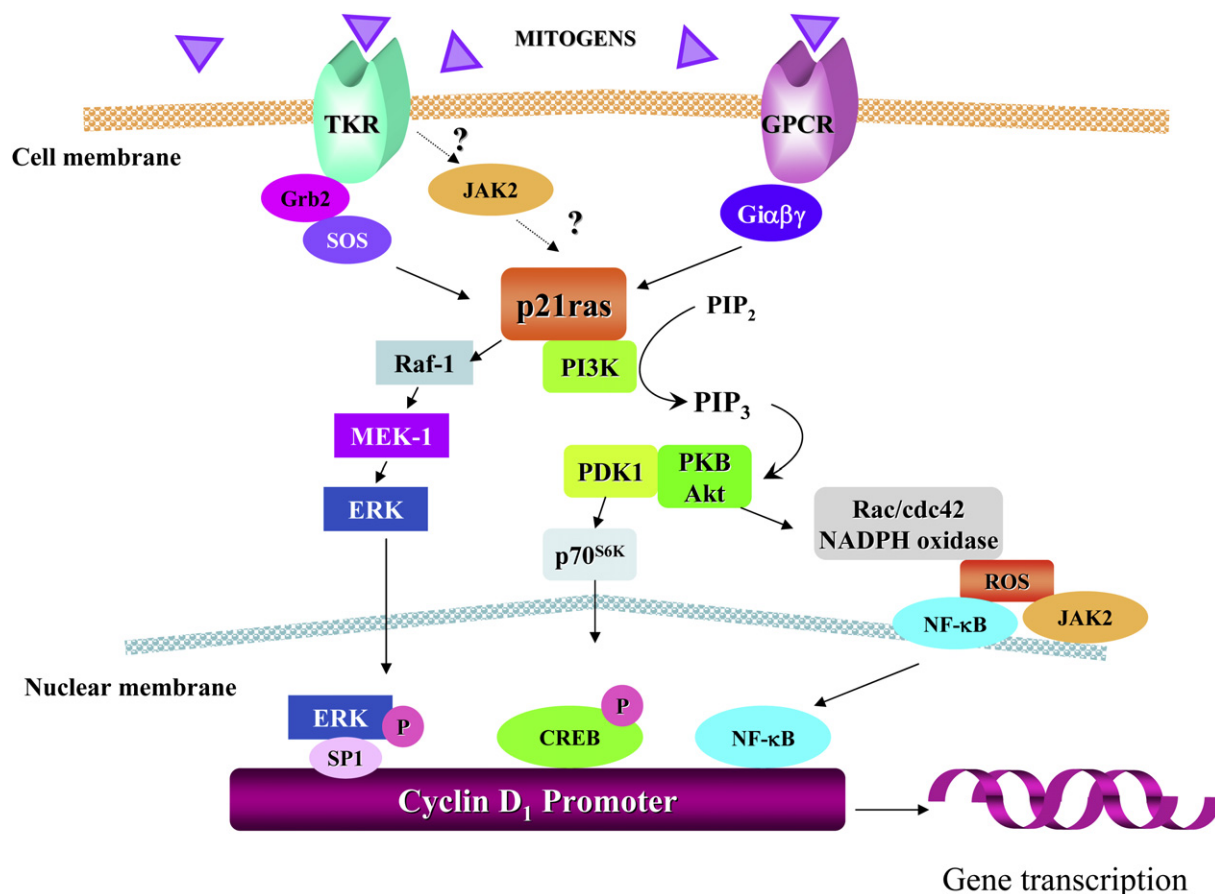 MITOGENS
TKR
GPCR
?
Cell membrane
JAK2
Grb2
Giαβγ
?
SOS
p21ras
PIP2
Raf-1
PI3K
PIP3
MEK-1
PDK1
PKB
Akt
ERK
Rac/cdc42
NADPH oxidase
p70S6K
ROS
NF-κB
JAK2
Nuclear membrane
P
ERK
P
CREB
NF-κB
SP1
Cyclin D1 Promoter
Gene transcription